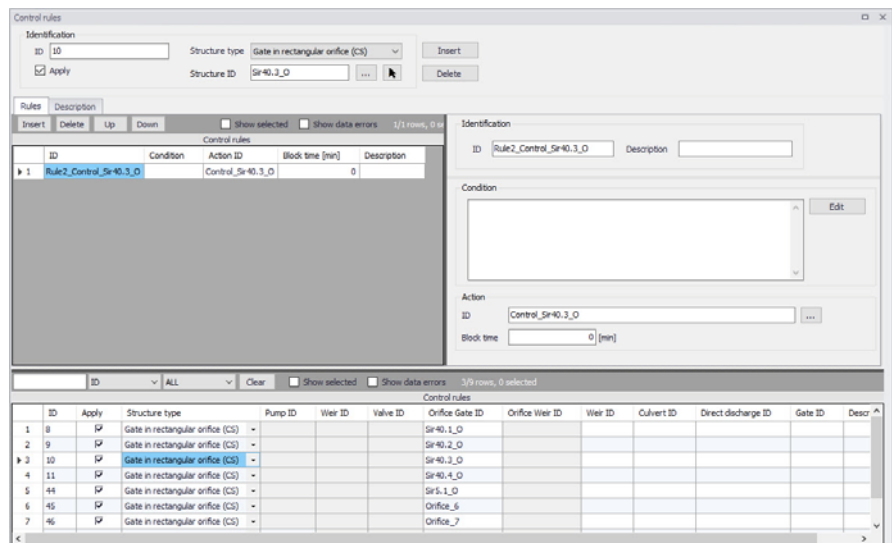 Control rules
Identification
ID 10 Structure type Gate in rectangular orifice (CS) Insert
Apply Structure ID Sir40.3_O ... Delete
Rules Description
Insert Delete Up Down Show selected Show data errors 1/1 rows, 0 se
Control rules
ID Condition Action ID Block time [min] Description
1 Rule2_Control_Sir40.3_O Control_Sir40.3_O 0
Identification
ID Rule2_Control_Sir40.3_O Description
Condition
Edit
Action
ID Control_Sir40.3_O ...
Block time 0 [min]
ID ALL Clear Show selected Show data errors 3/9 rows, 0 selected
Control rules
ID Apply Structure type Pump ID Weir ID Valve ID Orifice Gate ID Orifice Weir ID Weir ID Culvert ID Direct discharge ID Gate ID Descr
1 8 Gate in rectangular orifice (CS) Sir40.1_O
2 9 Gate in rectangular orifice (CS) Sir40.2_O
3 10 Gate in rectangular orifice (CS) Sir40.3_O
4 11 Gate in rectangular orifice (CS) Sir40.4_O
5 44 Gate in rectangular orifice (CS) Sir5.1_O
6 45 Gate in rectangular orifice (CS) Orifice_6
7 46 Gate in rectangular orifice (CS) Orifice_7